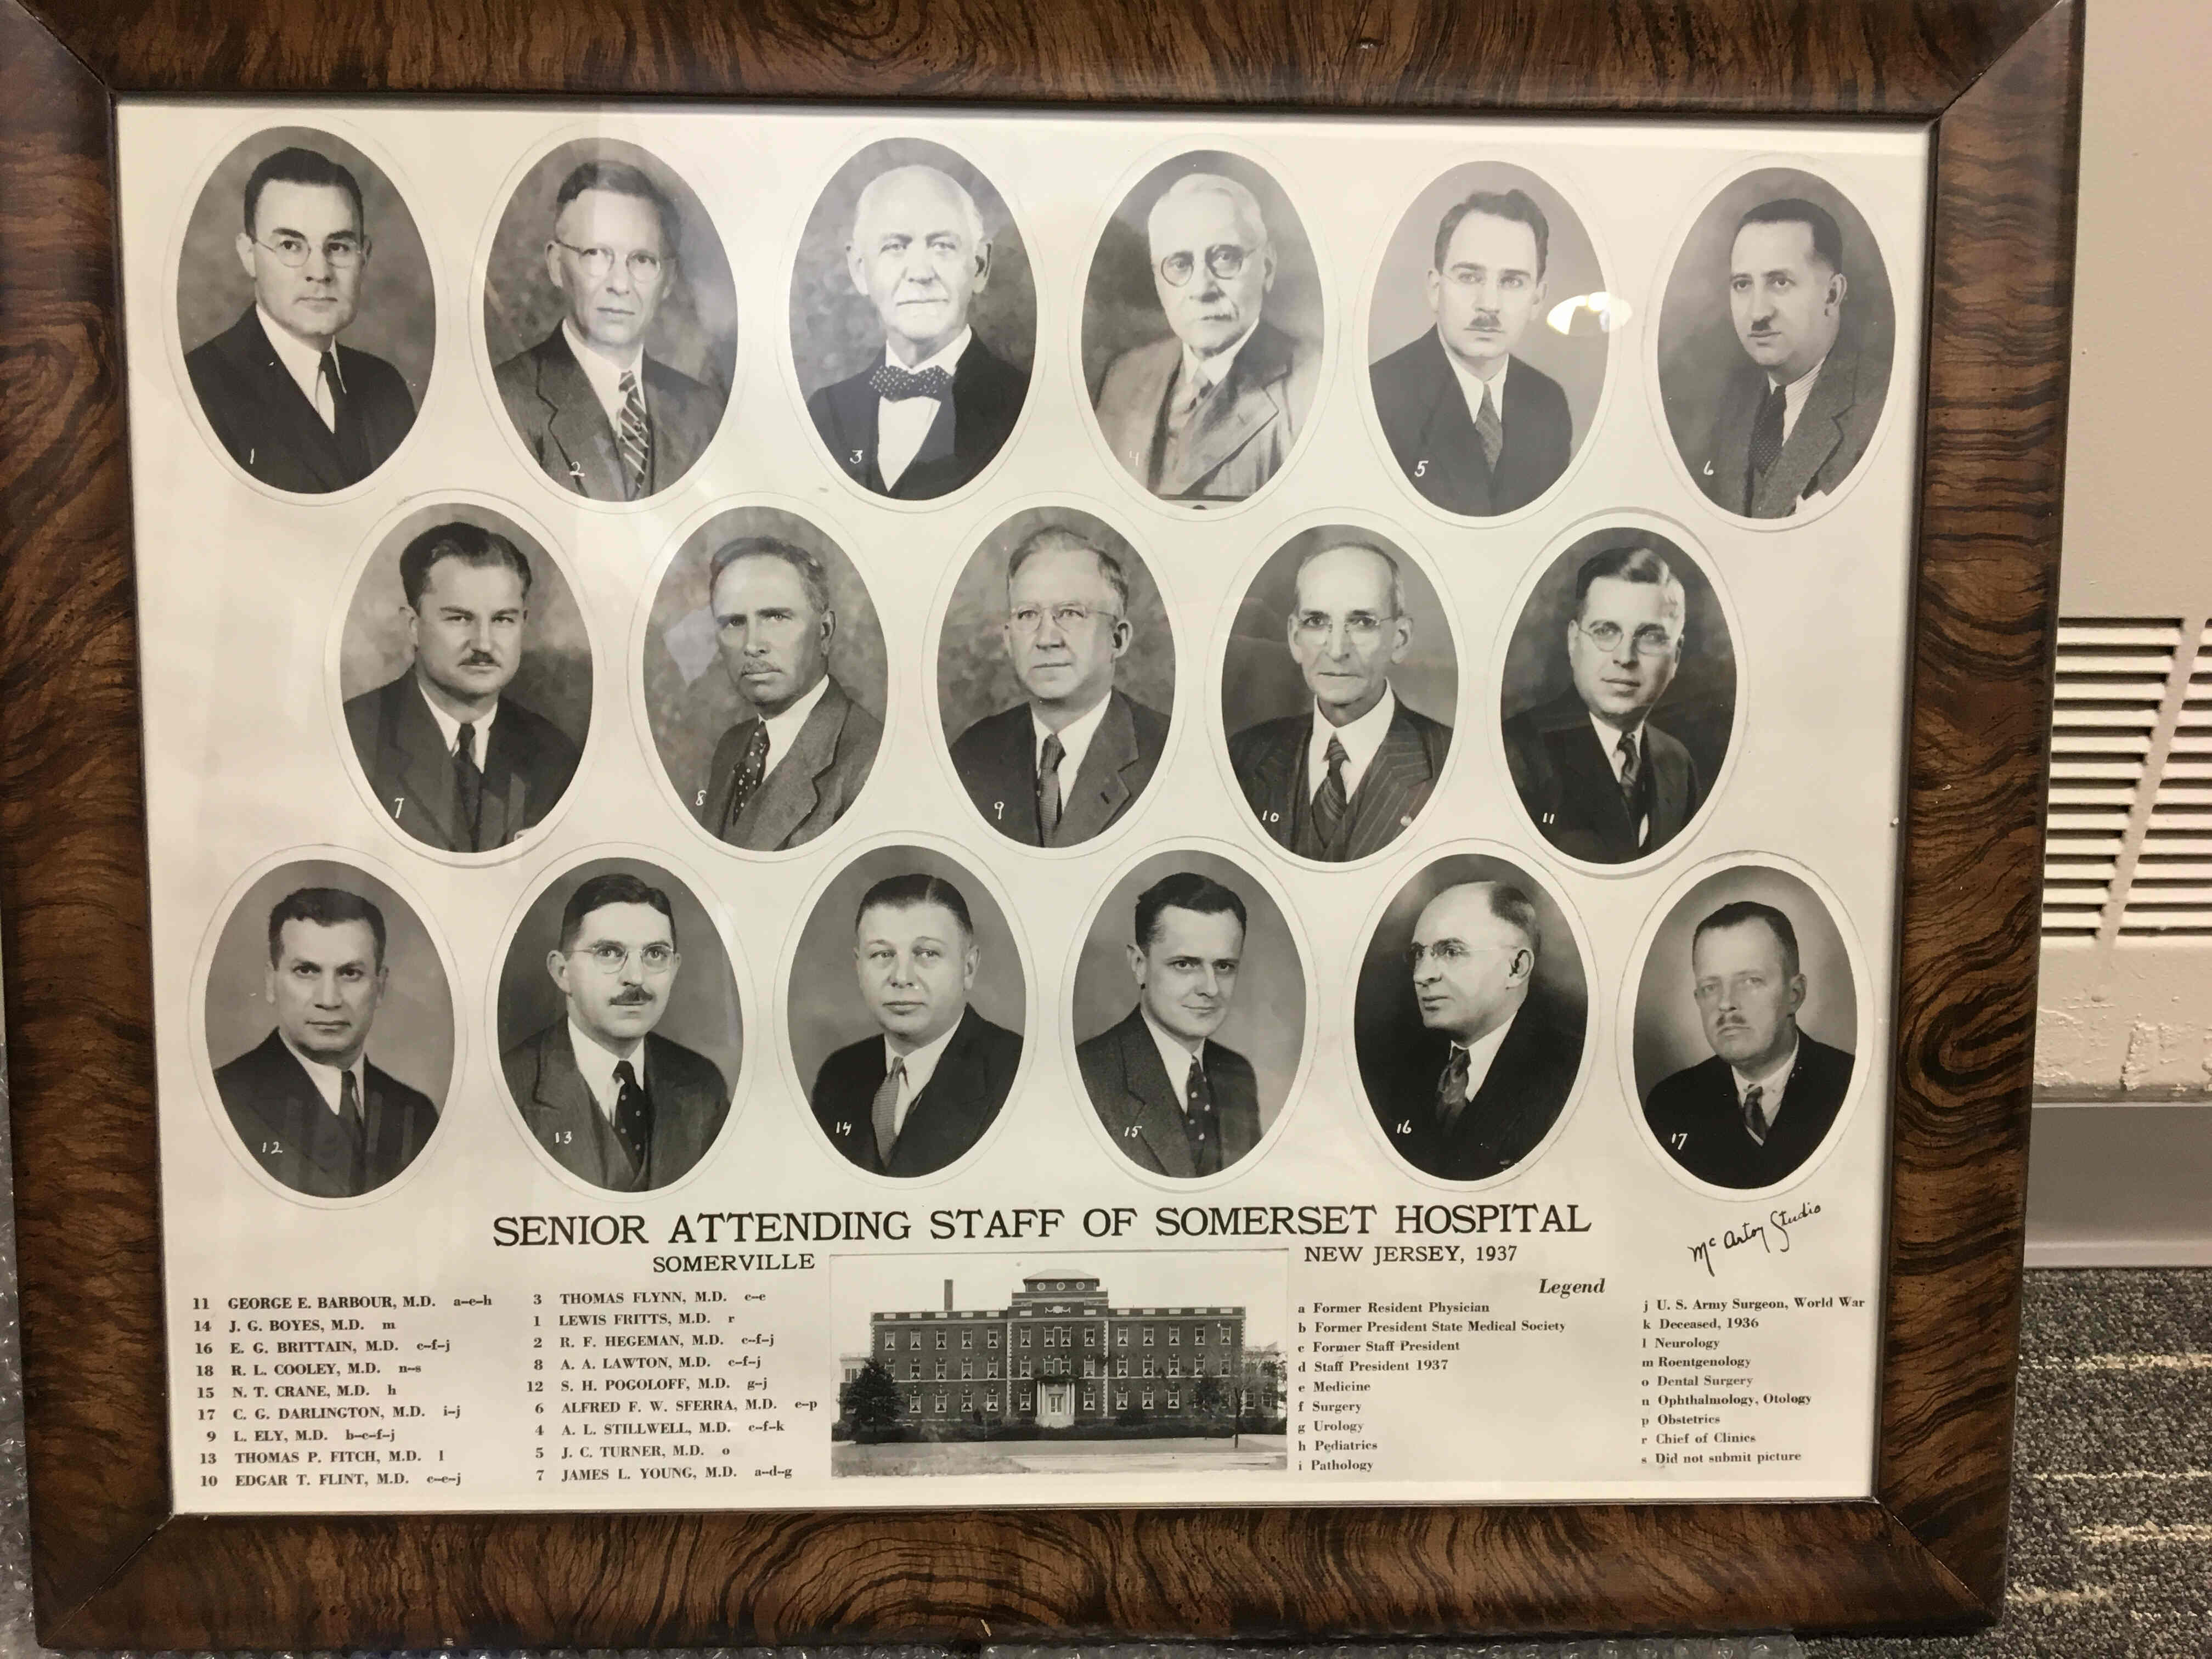 1
2
3
4
5
6
7
8
9
10
11
12
13
14
15
16
17
SENIOR ATTENDING STAFF OF SOMERSET HOSPITAL
SOMERVILLE
NEW JERSEY, 1937
Mc Artoy Studio
11 GEORGE E. BARBOUR, M.D. a-e-h
14 J. G. BOYES, M.D. m
16 E. G. BRITTAIN, M.D. c-f-j
18 R. L. COOLEY, M.D. n-s
15 N. T. CRANE, M.D. h
17 C. G. DARLINGTON, M.D. i-j
9 L. ELY, M.D. b-c-f-j
13 THOMAS P. FITCH, M.D. l
10 EDGAR T. FLINT, M.D. c-e-j
3 THOMAS FLYNN, M.D. c-e
1 LEWIS FRITTS, M.D. r
2 R. F. HEGEMAN, M.D. c-f-j
8 A. A. LAWTON, M.D. c-f-j
12 S. H. POGOLOFF, M.D. g-j
6 ALFRED F. W. SFERRA, M.D. e-p
4 A. L. STILLWELL, M.D. c-f-k
5 J. C. TURNER, M.D. o
7 JAMES L. YOUNG, M.D. a-d-g
Legend
a Former Resident Physician
b Former President State Medical Society
c Former Staff President
d Staff President 1937
e Medicine
f Surgery
g Urology
h Pediatrics
i Pathology
j U. S. Army Surgeon, World War
k Deceased, 1936
l Neurology
m Roentgenology
o Dental Surgery
n Ophthalmology, Otology
p Obstetrics
r Chief of Clinics
s Did not submit picture